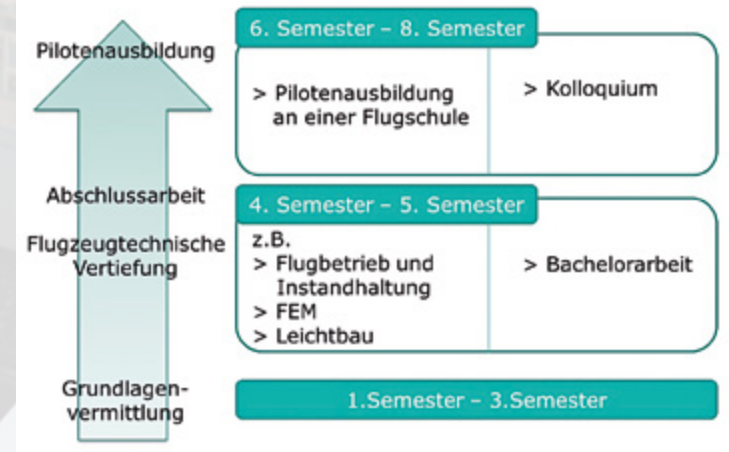 Pilotenausbildung
6. Semester – 8. Semester
> Pilotenausbildung
an einer Flugschule
> Kolloquium
Abschlussarbeit
Flugzeugtechnische
Vertiefung
4. Semester – 5. Semester
z.B.
> Flugbetrieb und
Instandhaltung
> FEM
> Leichtbau
> Bachelorarbeit
Grundlagen-
vermittlung
1.Semester – 3.Semester